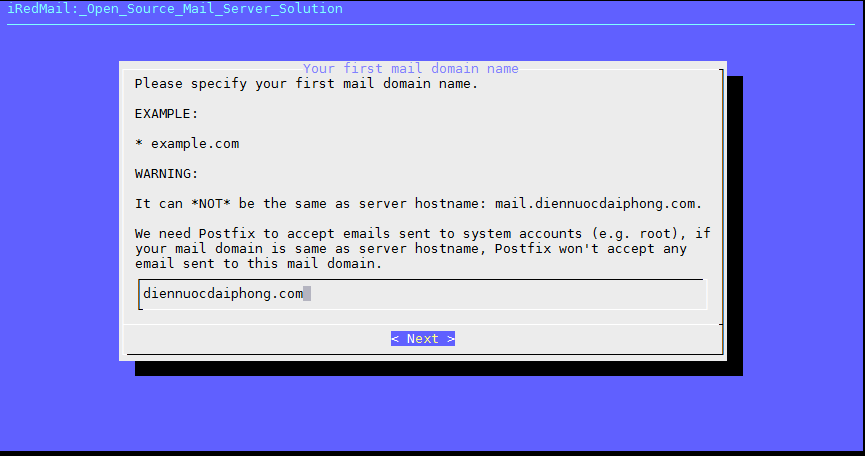 iRedMail:_Open_Source_Mail_Server_Solution
Your first mail domain name
Please specify your first mail domain name.
EXAMPLE:
* example.com
WARNING:
It can *NOT* be the same as server hostname: mail.diennuocdaiphong.com.
We need Postfix to accept emails sent to system accounts (e.g. root), if
your mail domain is same as server hostname, Postfix won't accept any
email sent to this mail domain.
diennuocdaiphong.com
< Next >